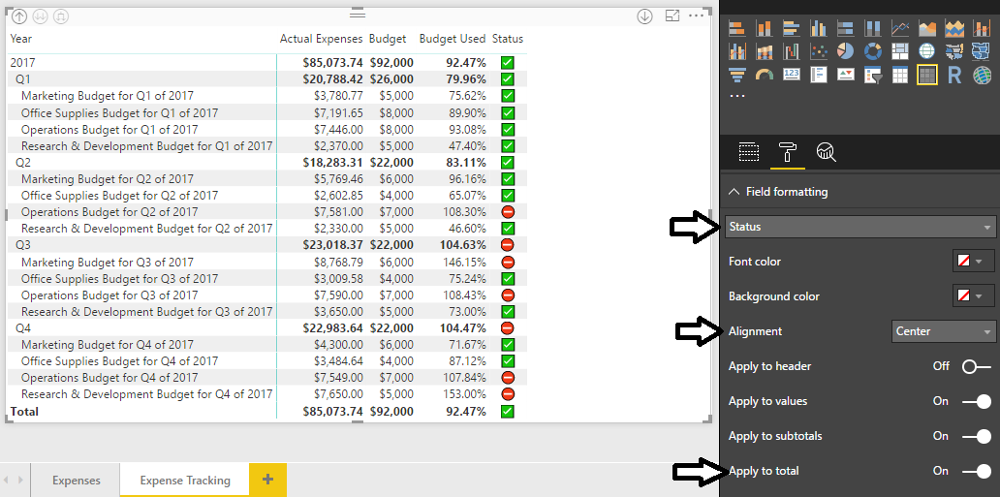 Year Actual Expenses Budget Budget Used Status
2017 $85,073.74 $92,000 92.47%
Q1 $20,788.42 $26,000 79.96%
Marketing Budget for Q1 of 2017 $3,780.77 $5,000 75.62%
Office Supplies Budget for Q1 of 2017 $7,191.65 $8,000 89.90%
Operations Budget for Q1 of 2017 $7,446.00 $8,000 93.08%
Research & Development Budget for Q1 of 2017 $2,370.00 $5,000 47.40%
Q2 $18,283.31 $22,000 83.11%
Marketing Budget for Q2 of 2017 $5,769.46 $6,000 96.16%
Office Supplies Budget for Q2 of 2017 $2,602.85 $4,000 65.07%
Operations Budget for Q2 of 2017 $7,581.00 $7,000 108.30%
Research & Development Budget for Q2 of 2017 $2,330.00 $5,000 46.60%
Q3 $23,018.37 $22,000 104.63%
Marketing Budget for Q3 of 2017 $8,768.79 $6,000 146.15%
Office Supplies Budget for Q3 of 2017 $3,009.58 $4,000 75.24%
Operations Budget for Q3 of 2017 $7,590.00 $7,000 108.43%
Research & Development Budget for Q3 of 2017 $3,650.00 $5,000 73.00%
Q4 $22,983.64 $22,000 104.47%
Marketing Budget for Q4 of 2017 $4,300.00 $6,000 71.67%
Office Supplies Budget for Q4 of 2017 $3,484.64 $4,000 87.12%
Operations Budget for Q4 of 2017 $7,549.00 $7,000 107.84%
Research & Development Budget for Q4 of 2017 $7,650.00 $5,000 153.00%
Total $85,073.74 $92,000 92.47%
Expenses Expense Tracking +
123
R
Field formatting
Status
Font color
Background color
Alignment Center
Apply to header Off
Apply to values On
Apply to subtotals On
Apply to total On